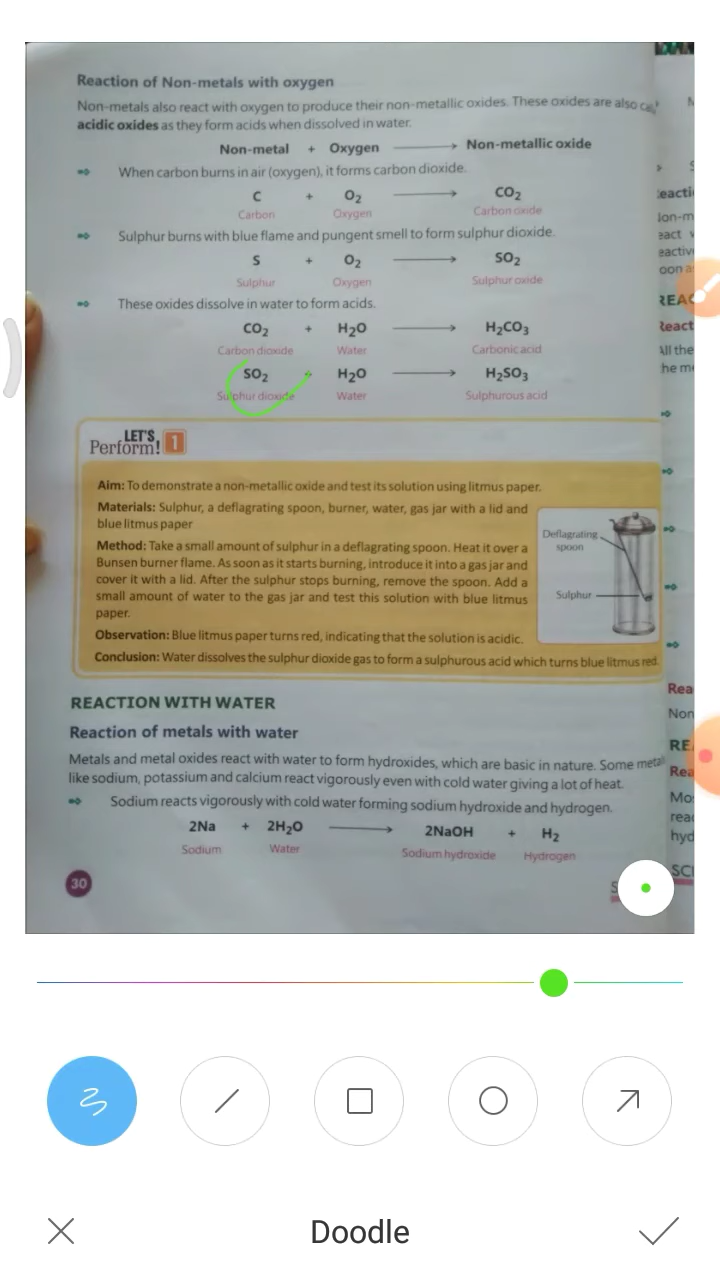 Reaction of Non-metals with oxygen
Non-metals also react with oxygen to produce their non-metallic oxides. These oxides are also
acidic oxides as they form acids when dissolved in water.
Non-metal + Oxygen → Non-metallic oxide
When carbon burns in air (oxygen), it forms carbon dioxide.
C + O₂ → CO₂
Carbon Oxygen Carbon oxide
Sulphur burns with blue flame and pungent smell to form sulphur dioxide.
S + O₂ → SO₂
Sulphur Oxygen Sulphur oxide
These oxides dissolve in water to form acids.
CO₂ + H₂O → H₂CO₃
Carbon dioxide Water Carbonic acid
SO₂ + H₂O → H₂SO₃
Sulphur dioxide Water Sulphurous acid
LET'S
Perform! 1
Aim: To demonstrate a non-metallic oxide and test its solution using litmus paper.
Materials: Sulphur, a deflagrating spoon, burner, water, gas jar with a lid and
blue litmus paper
Method: Take a small amount of sulphur in a deflagrating spoon. Heat it over a
Bunsen burner flame. As soon as it starts burning, introduce it into a gas jar and
cover it with a lid. After the sulphur stops burning, remove the spoon. Add a
small amount of water to the gas jar and test this solution with blue litmus
paper.
Deflagrating
spoon
Sulphur
Observation: Blue litmus paper turns red, indicating that the solution is acidic.
Conclusion: Water dissolves the sulphur dioxide gas to form a sulphurous acid which turns blue litmus red.
REACTION WITH WATER
Reaction of metals with water
Metals and metal oxides react with water to form hydroxides, which are basic in nature. Some metal
like sodium, potassium and calcium react vigorously even with cold water giving a lot of heat.
Sodium reacts vigorously with cold water forming sodium hydroxide and hydrogen.
2Na + 2H₂O → 2NaOH + H₂
Sodium Water Sodium hydroxide Hydrogen
30
React
All the
Rea
Non
RE
Rea
Mo
rea
hyd
SC
Doodle